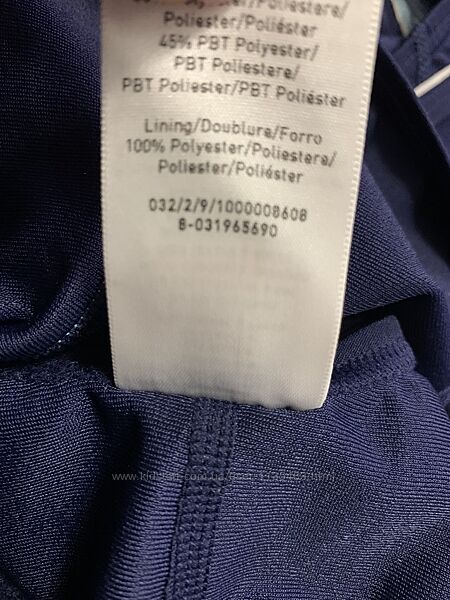 Poliester/Poliéster
45% PBT Polyester/
PBT Poliestere/
PBT Poliester/PBT Poliéster
Lining/Doublure/Forro
100% Polyester/Poliestere/
Poliester/Poliéster
032/2/9/1000008608
B-031965690